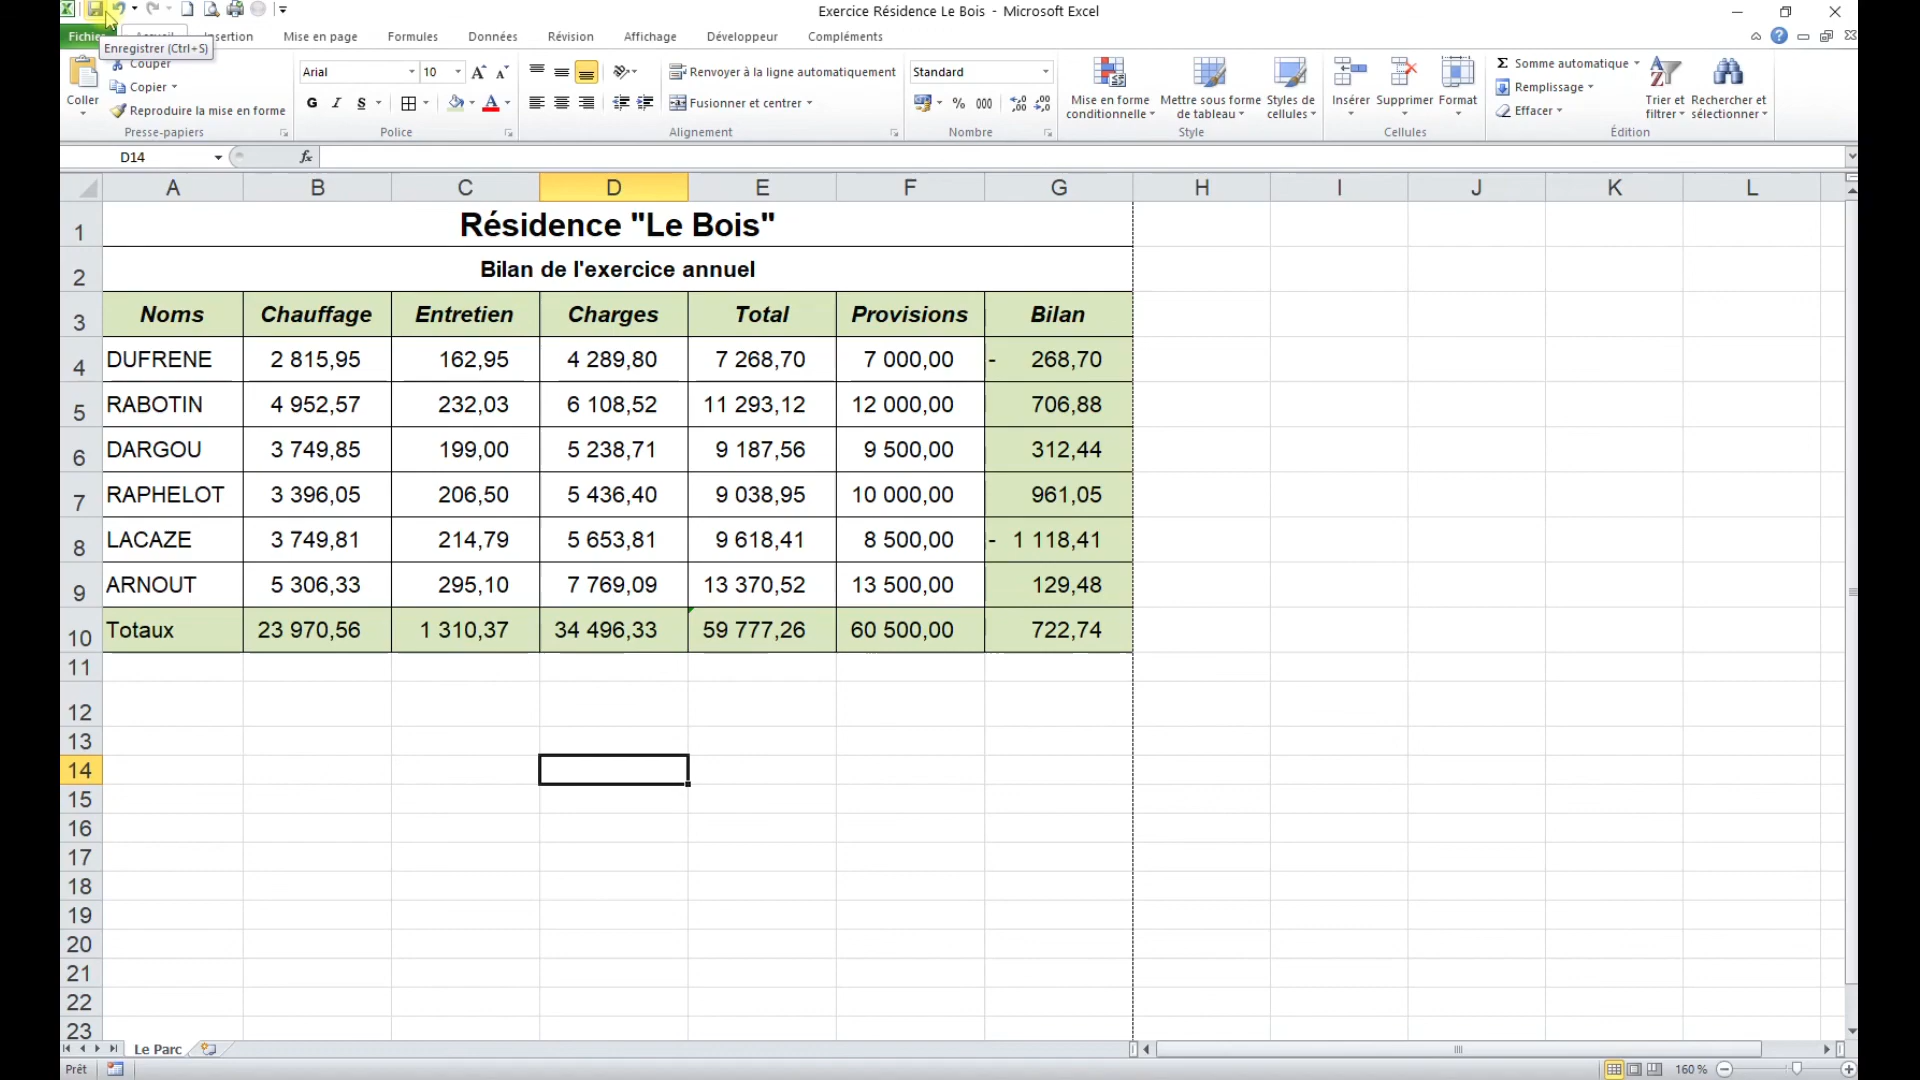 Exercice Résidence Le Bois - Microsoft Excel
Insertion Mise en page Formules Données Révision Affichage Développeur Compléments
Enregistrer (Ctrl+S)
Coller
Couper
Copier
Reproduire la mise en forme
Presse-papiers
Arial 10
G I S A
Police
Renvoyer à la ligne automatiquement
Fusionner et centrer
Alignement
Standard
% 000
Nombre
Mise en forme conditionnelle
Mettre sous forme de tableau
Styles de cellules
Style
Insérer Supprimer Format
Cellules
Σ Somme automatique
Remplissage
Effacer
Trier et filtrer
Rechercher et sélectionner
Édition
D14 fx
A B C D E F G H I J K L
1 Résidence "Le Bois"
2 Bilan de l'exercice annuel
3 Noms Chauffage Entretien Charges Total Provisions Bilan
4 DUFRENE 2 815,95 162,95 4 289,80 7 268,70 7 000,00 - 268,70
5 RABOTIN 4 952,57 232,03 6 108,52 11 293,12 12 000,00 706,88
6 DARGOU 3 749,85 199,00 5 238,71 9 187,56 9 500,00 312,44
7 RAPHELOT 3 396,05 206,50 5 436,40 9 038,95 10 000,00 961,05
8 LACAZE 3 749,81 214,79 5 653,81 9 618,41 8 500,00 - 1 118,41
9 ARNOUT 5 306,33 295,10 7 769,09 13 370,52 13 500,00 129,48
10 Totaux 23 970,56 1 310,37 34 496,33 59 777,26 60 500,00 722,74
11
12
13
14
15
16
17
18
19
20
21
22
23
Le Parc
Prêt 160 %